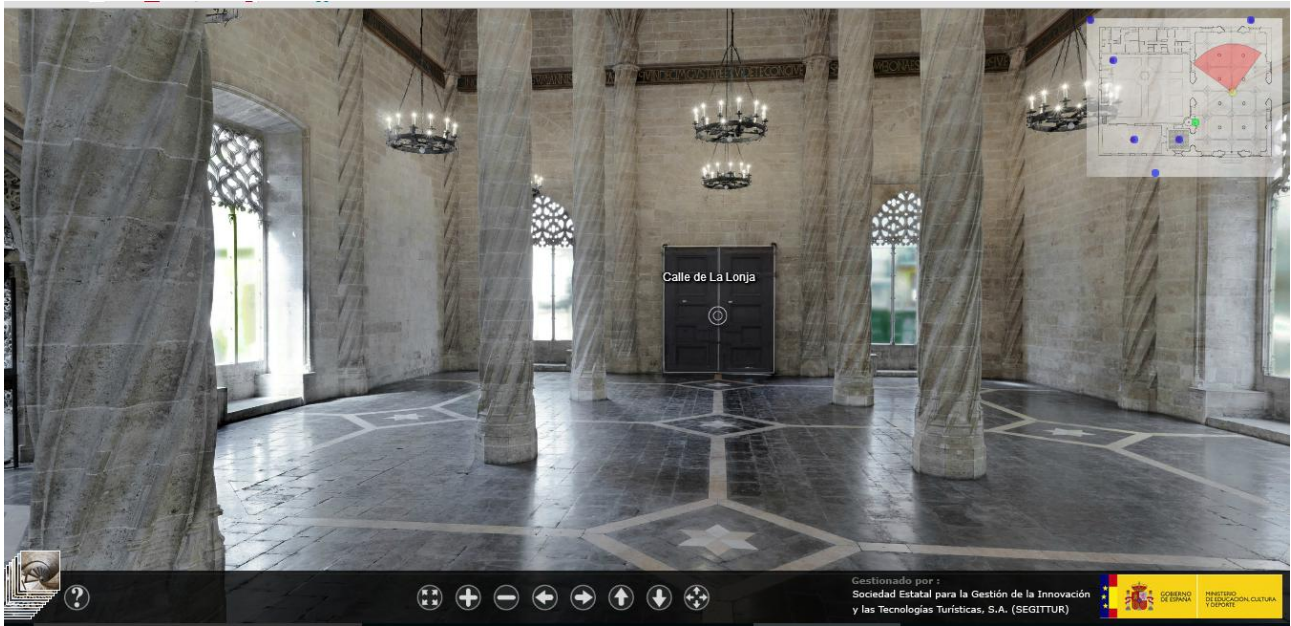 Calle de La Lonja
?
Gestionado por :
Sociedad Estatal para la Gestión de la Innovación
y las Tecnologías Turísticas, S.A. (SEGITTUR)
GOBIERNO
DE ESPAÑA
MINISTERIO
DE EDUCACIÓN, CULTURA
Y DEPORTE